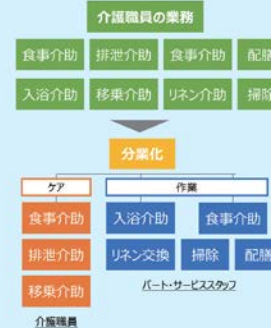 介護職員の業務
食事介助 排泄介助 食事介助 配膳
入浴介助 移乗介助 リネン介助 掃除
分業化
ケア 作業
食事介助 入浴介助 食事介助
排泄介助 リネン交換 掃除 配膳
移乗介助 パート・サービススタッフ
介護職員